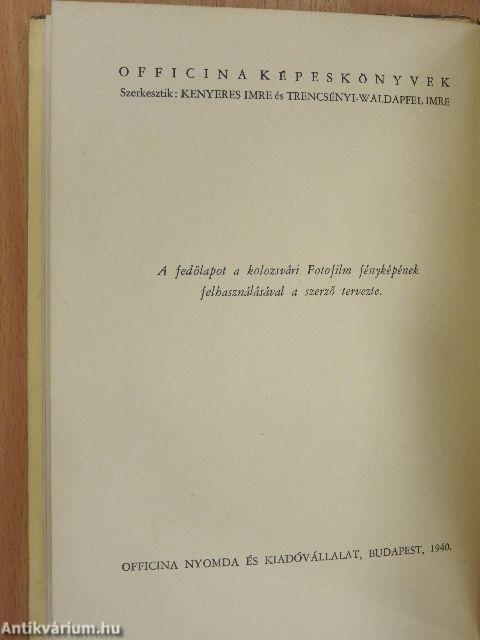 OFFICINA KÉPESKÖNYVEK
Szerkesztik: KENYERES IMRE és TRENCSÉNYI-WALDAPFEL IMRE
A fedőlapot a kolozsvári Fotofilm fényképének
felhasználásával a szerző tervezte.
OFFICINA NYOMDA ÉS KIADÓVÁLLALAT, BUDAPEST, 1940.
Antikvárium.hu